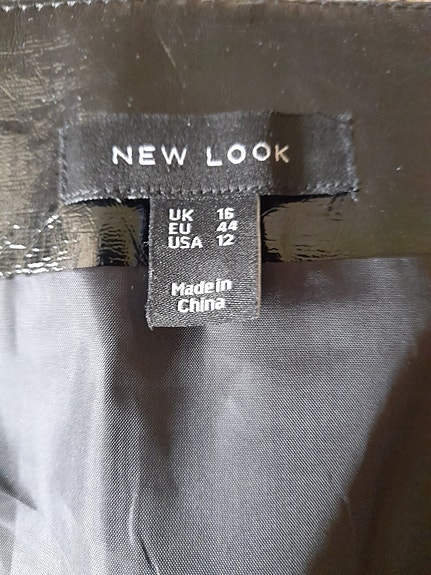 NEW LOOK
UK 16
EU 44
USA 12
Made in
China